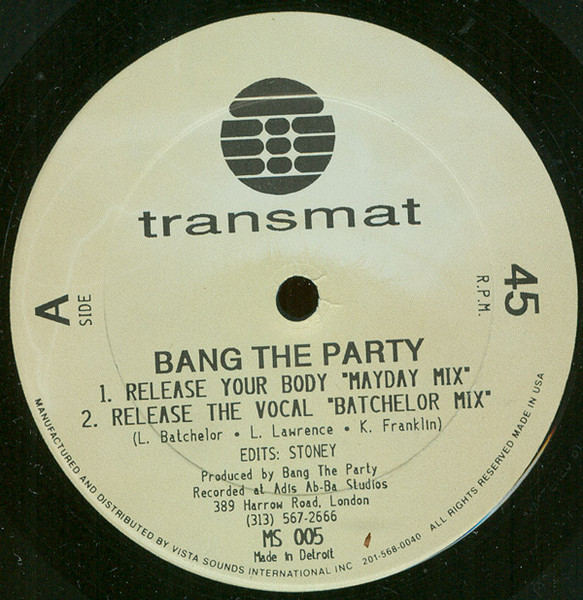 transmat
A
SIDE
45
R.P.M.
BANG THE PARTY
1. RELEASE YOUR BODY "MAYDAY MIX"
2. RELEASE THE VOCAL "BATCHELOR MIX"
(L. Batchelor • L. Lawrence • K. Franklin)
EDITS: STONEY
Produced by Bang The Party
Recorded at Adis Ab-Ba Studios
389 Harrow Road, London
(313) 567-2666
MS 005
Made in Detroit
MANUFACTURED AND DISTRIBUTED BY VISTA SOUNDS INTERNATIONAL INC 201-568-0040 ALL RIGHTS RESERVED MADE IN USA